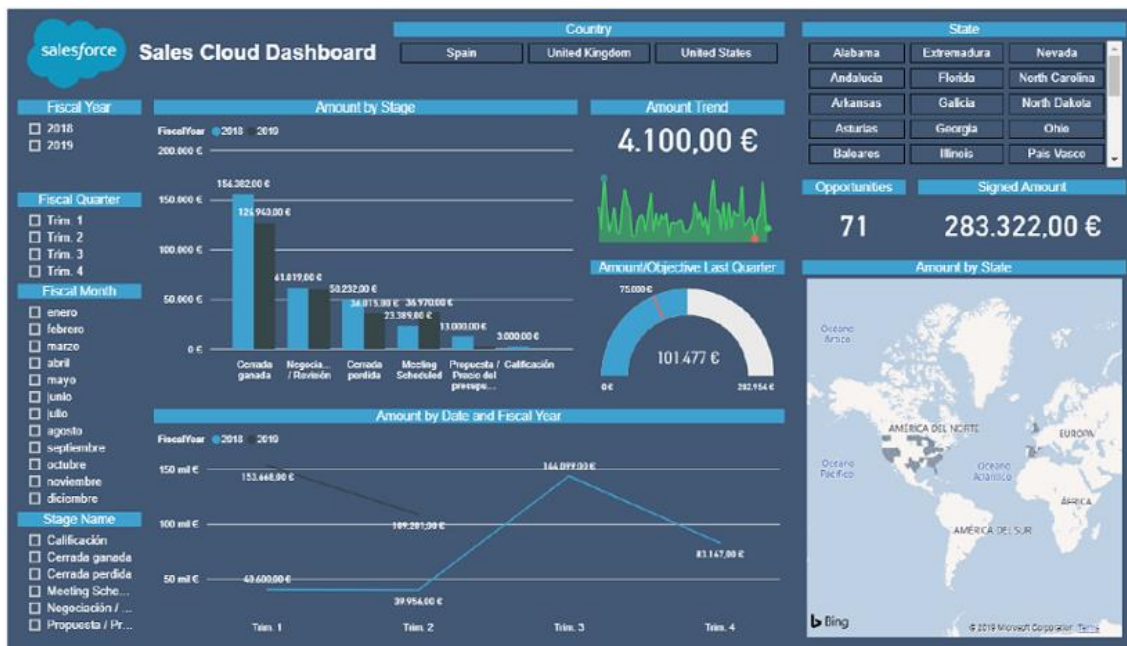 salesforce
Sales Cloud Dashboard
Country
Spain
United Kingdom
United States
State
Alabama
Extremadura
Nevada
Andalucia
Florida
North Carolina
Arkansas
Galicia
North Dakota
Asturias
Georgia
Ohio
Baleares
Illinois
Pais Vasco
Fiscal Year
2018
2019
Fiscal Quarter
Trim. 1
Trim. 2
Trim. 3
Trim. 4
Fiscal Month
enero
febrero
marzo
abril
mayo
junio
julio
agosto
septiembre
octubre
noviembre
diciembre
Stage Name
Calificación
Cerrada ganada
Cerrada perdida
Meeting Sche...
Negociación / ...
Propuesta / Pr...
Amount by Stage
FiscalYear 2018 2019
200.000 €
150.000 €
100.000 €
50.000 €
0 €
61.019,00 €
50.232,00 €
36.015,00 €
23.389,00 €
36.970,00 €
13.000,00 €
3.000,00 €
Cerrada ganada
Negocia... / Revisión
Cerrada perdida
Meeting Scheduled
Propuesta / Precio del presupu...
Calificación
Amount Trend
4.100,00 €
Amount/Objective Last Quarter
75.000 €
101.477 €
0 €
202.954 €
Opportunities
71
Signed Amount
283.322,00 €
Amount by Date and Fiscal Year
FiscalYear 2018 2019
150 mil €
100 mil €
50 mil €
153.668,00 €
109.201,00 €
144.099,00 €
83.147,00 €
40.600,00 €
39.956,00 €
Trim. 1
Trim. 2
Trim. 3
Trim. 4
Amount by State
Océano Ártico
AMÉRICA DEL NORTE
EUROPA
Océano Pacífico
Océano Atlántico
ÁFRICA
AMÉRICA DEL SUR
Bing
© 2019 Microsoft Corporation Terms